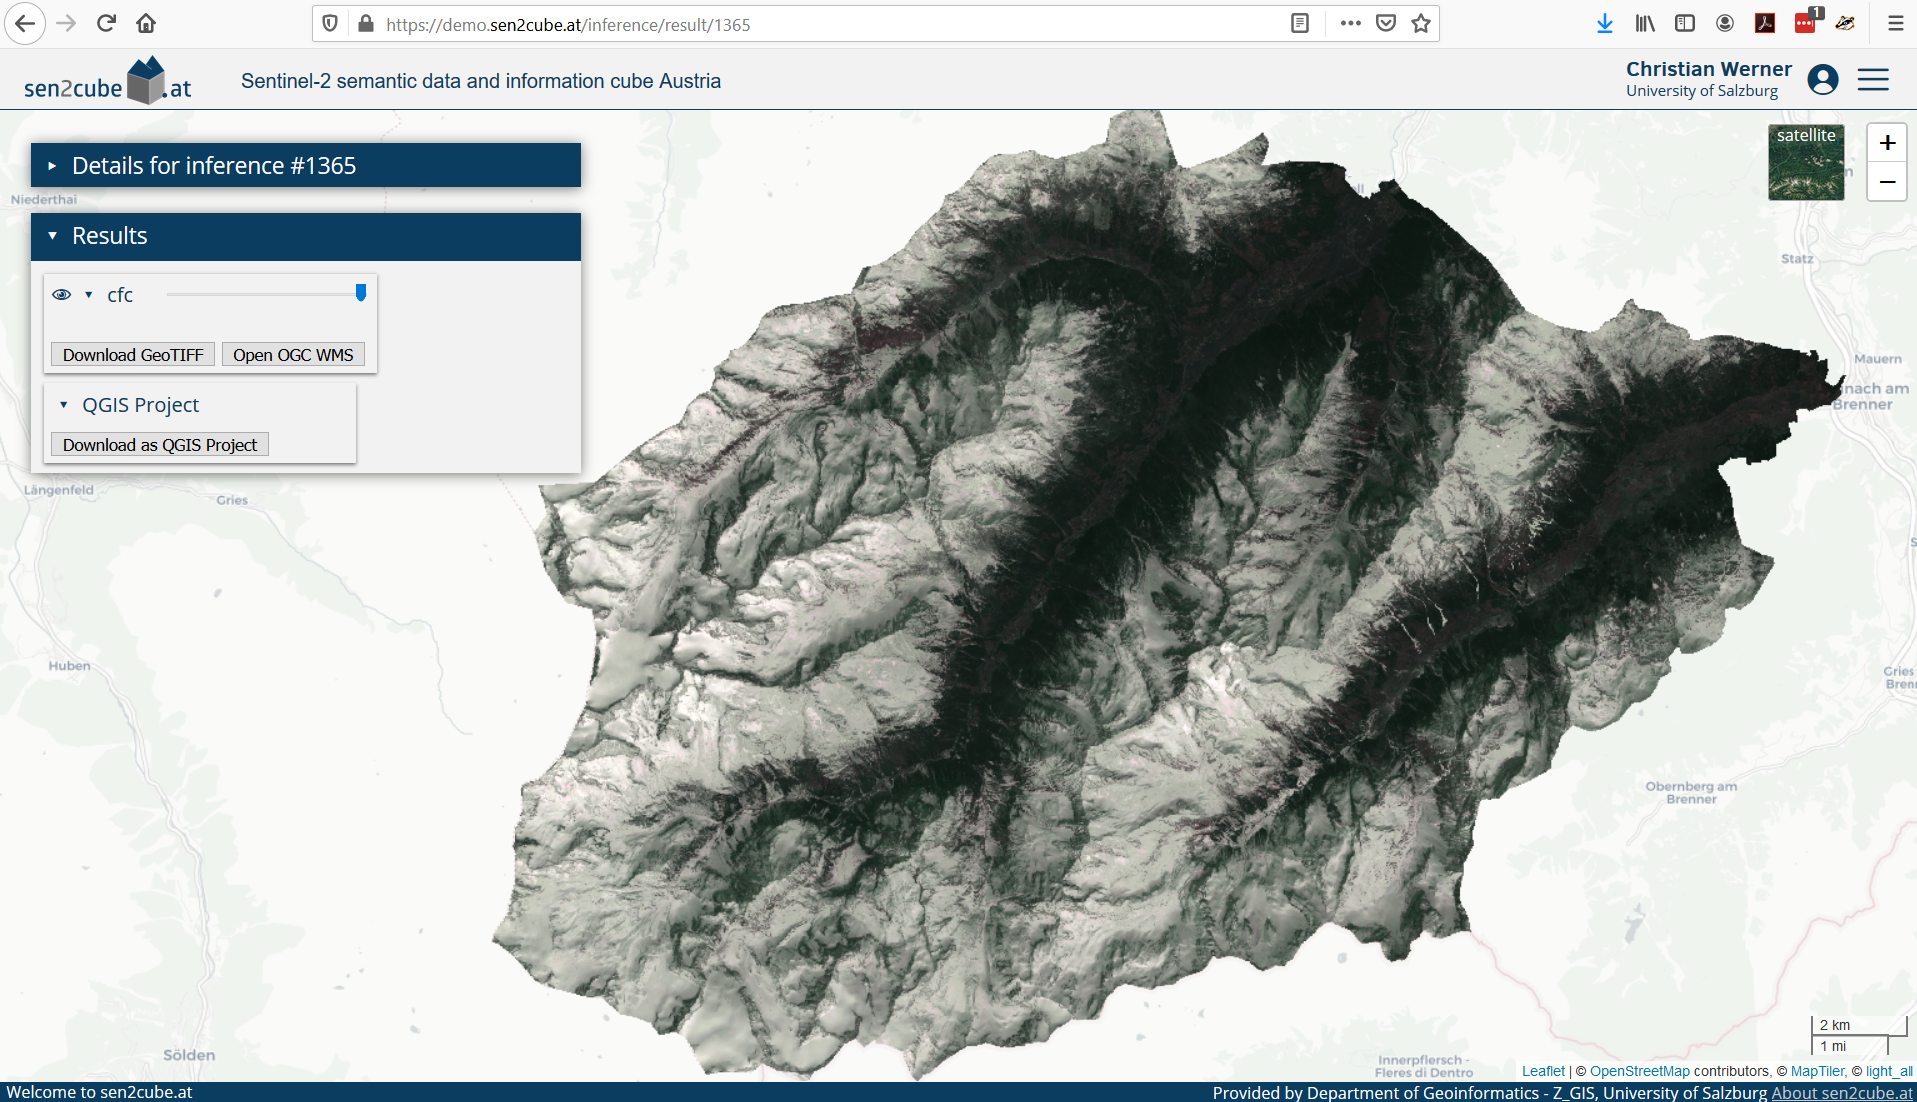 https://demo.sen2cube.at/inference/result/1365
1
sen2cube.at
Sentinel-2 semantic data and information cube Austria
Christian Werner
University of Salzburg
Details for inference #1365
satellite
+
−
Niederthai
Results
Statz
cfc
Download GeoTIFF
Open OGC WMS
Mauern
nach am
Brenner
QGIS Project
Download as QGIS Project
Längenfeld
Gries
Huben
Gries
Bren
Obernberg am
Brenner
2 km
1 mi
Sölden
Innerpflersch -
Fleres di Dentro
Leaflet | © OpenStreetMap contributors, © MapTiler, © light_all
Welcome to sen2cube.at
Provided by Department of Geoinformatics - Z_GIS, University of Salzburg About sen2cube.at